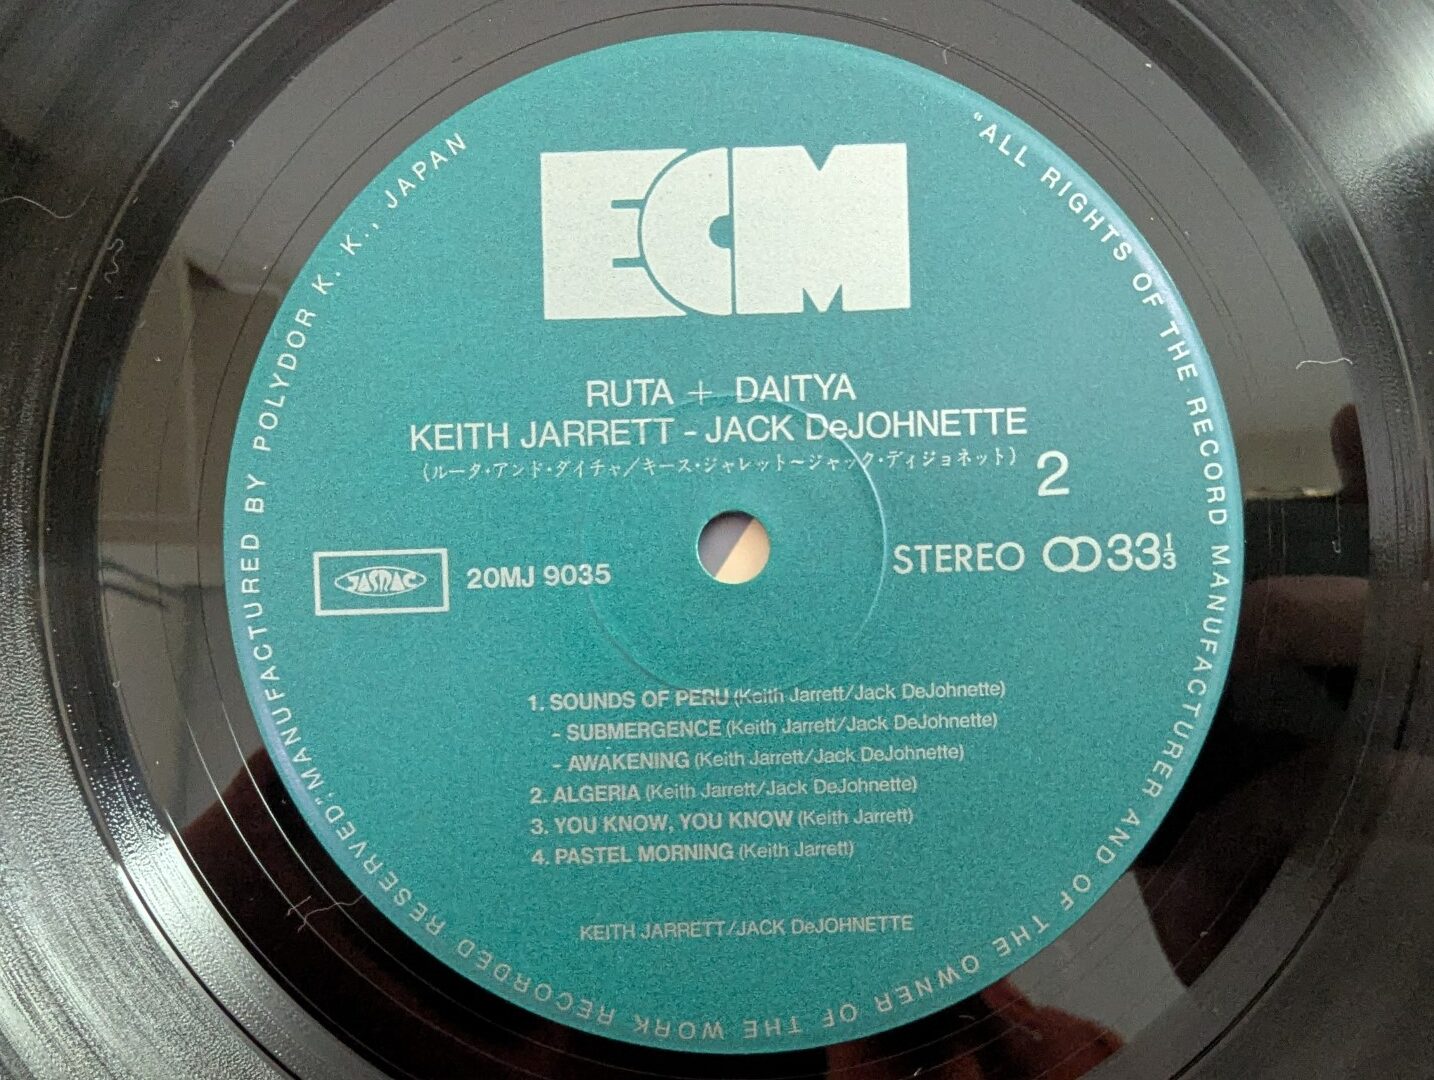 ECM
RUTA + DAITYA
KEITH JARRETT - JACK DeJOHNETTE
(ルータ・アンド・ダイチャ/キース・ジャレット~ジャック・ディジョネット)
2
JASRAC
20MJ 9035
STEREO 33 1/3
1. SOUNDS OF PERU (Keith Jarrett/Jack DeJohnette)
- SUBMERGENCE (Keith Jarrett/Jack DeJohnette)
- AWAKENING (Keith Jarrett/Jack DeJohnette)
2. ALGERIA (Keith Jarrett/Jack DeJohnette)
3. YOU KNOW, YOU KNOW (Keith Jarrett)
4. PASTEL MORNING (Keith Jarrett)
KEITH JARRETT/JACK DeJOHNETTE
"ALL RIGHTS OF THE RECORD MANUFACTURER AND OF THE OWNER OF THE WORK RECORDED RESERVED," MANUFACTURED BY POLYDOR K. K., JAPAN